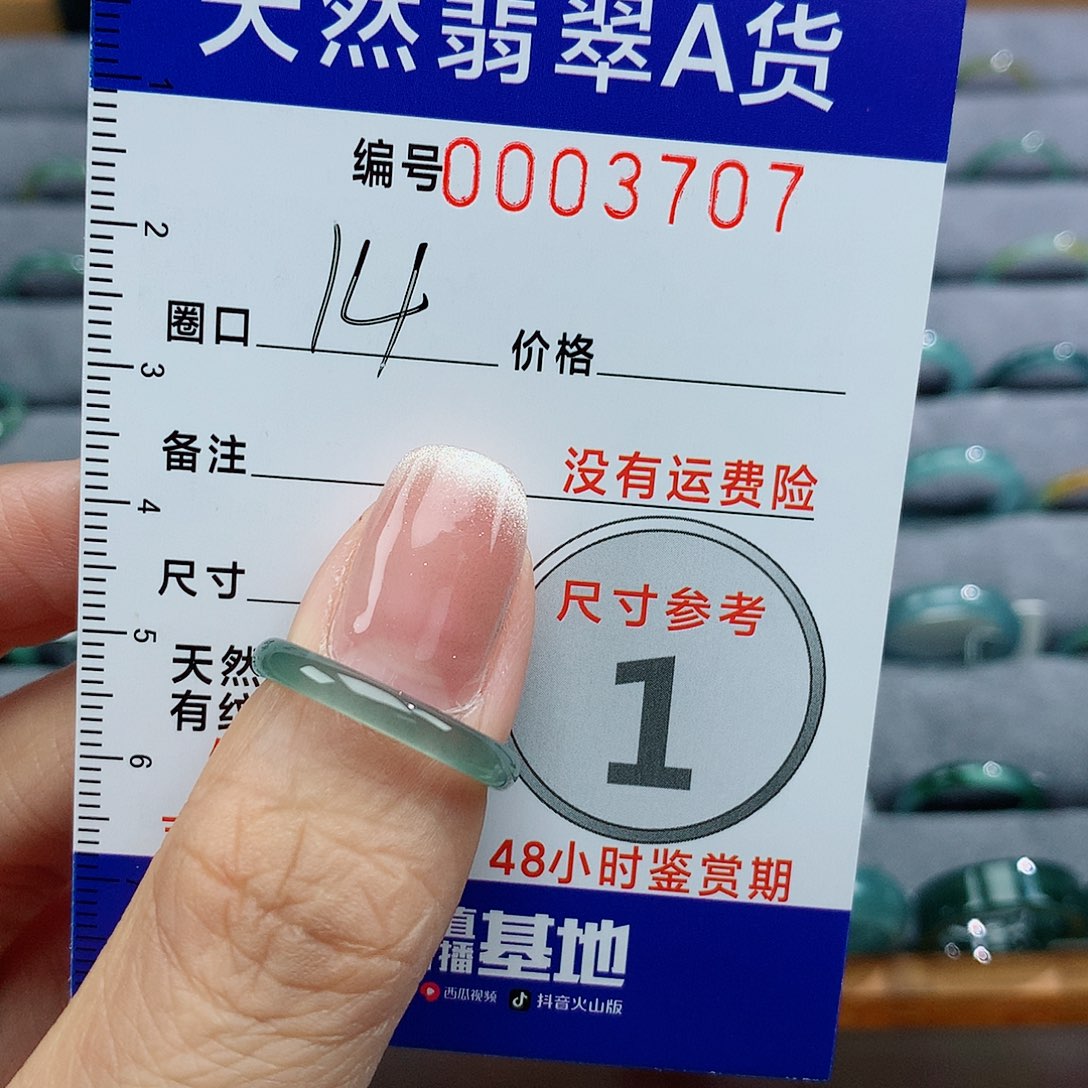 天然翡翠A货
编号0003707
圈口 14 价格
备注 没有运费险
尺寸
尺寸参考
1
天然
有纹
48小时鉴赏期
直播基地
西瓜视频 抖音火山版
1
2
3
4
5
6